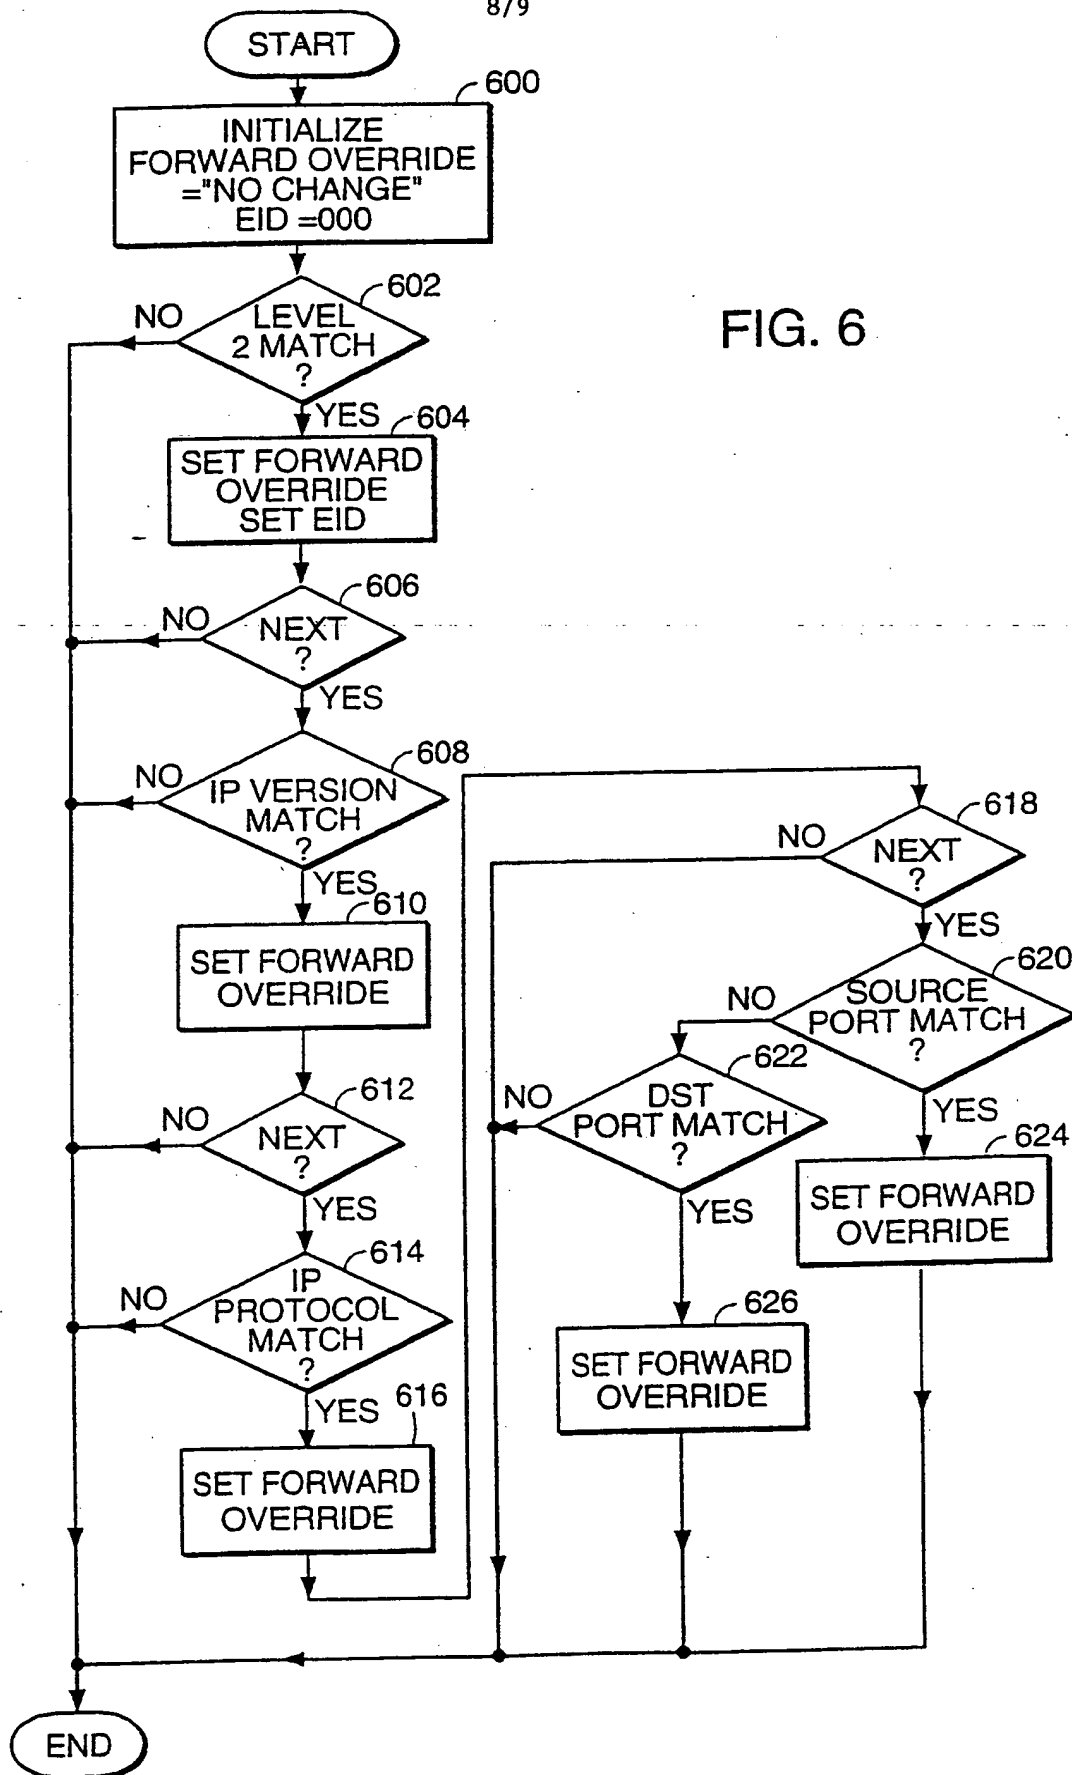 8/9
START
600
INITIALIZE
FORWARD OVERRIDE
="NO CHANGE"
EID =000
602
NO
LEVEL
2 MATCH
?
FIG. 6
YES
604
SET FORWARD
OVERRIDE
SET EID
606
NO
NEXT
?
YES
608
NO
IP VERSION
MATCH
?
YES
610
SET FORWARD
OVERRIDE
612
NO
NEXT
?
YES
614
NO
IP
PROTOCOL
MATCH
?
YES
616
SET FORWARD
OVERRIDE
618
NO
NEXT
?
YES
620
NO
SOURCE
PORT MATCH
?
622
NO
DST
PORT MATCH
?
YES
YES
624
SET FORWARD
OVERRIDE
626
SET FORWARD
OVERRIDE
END